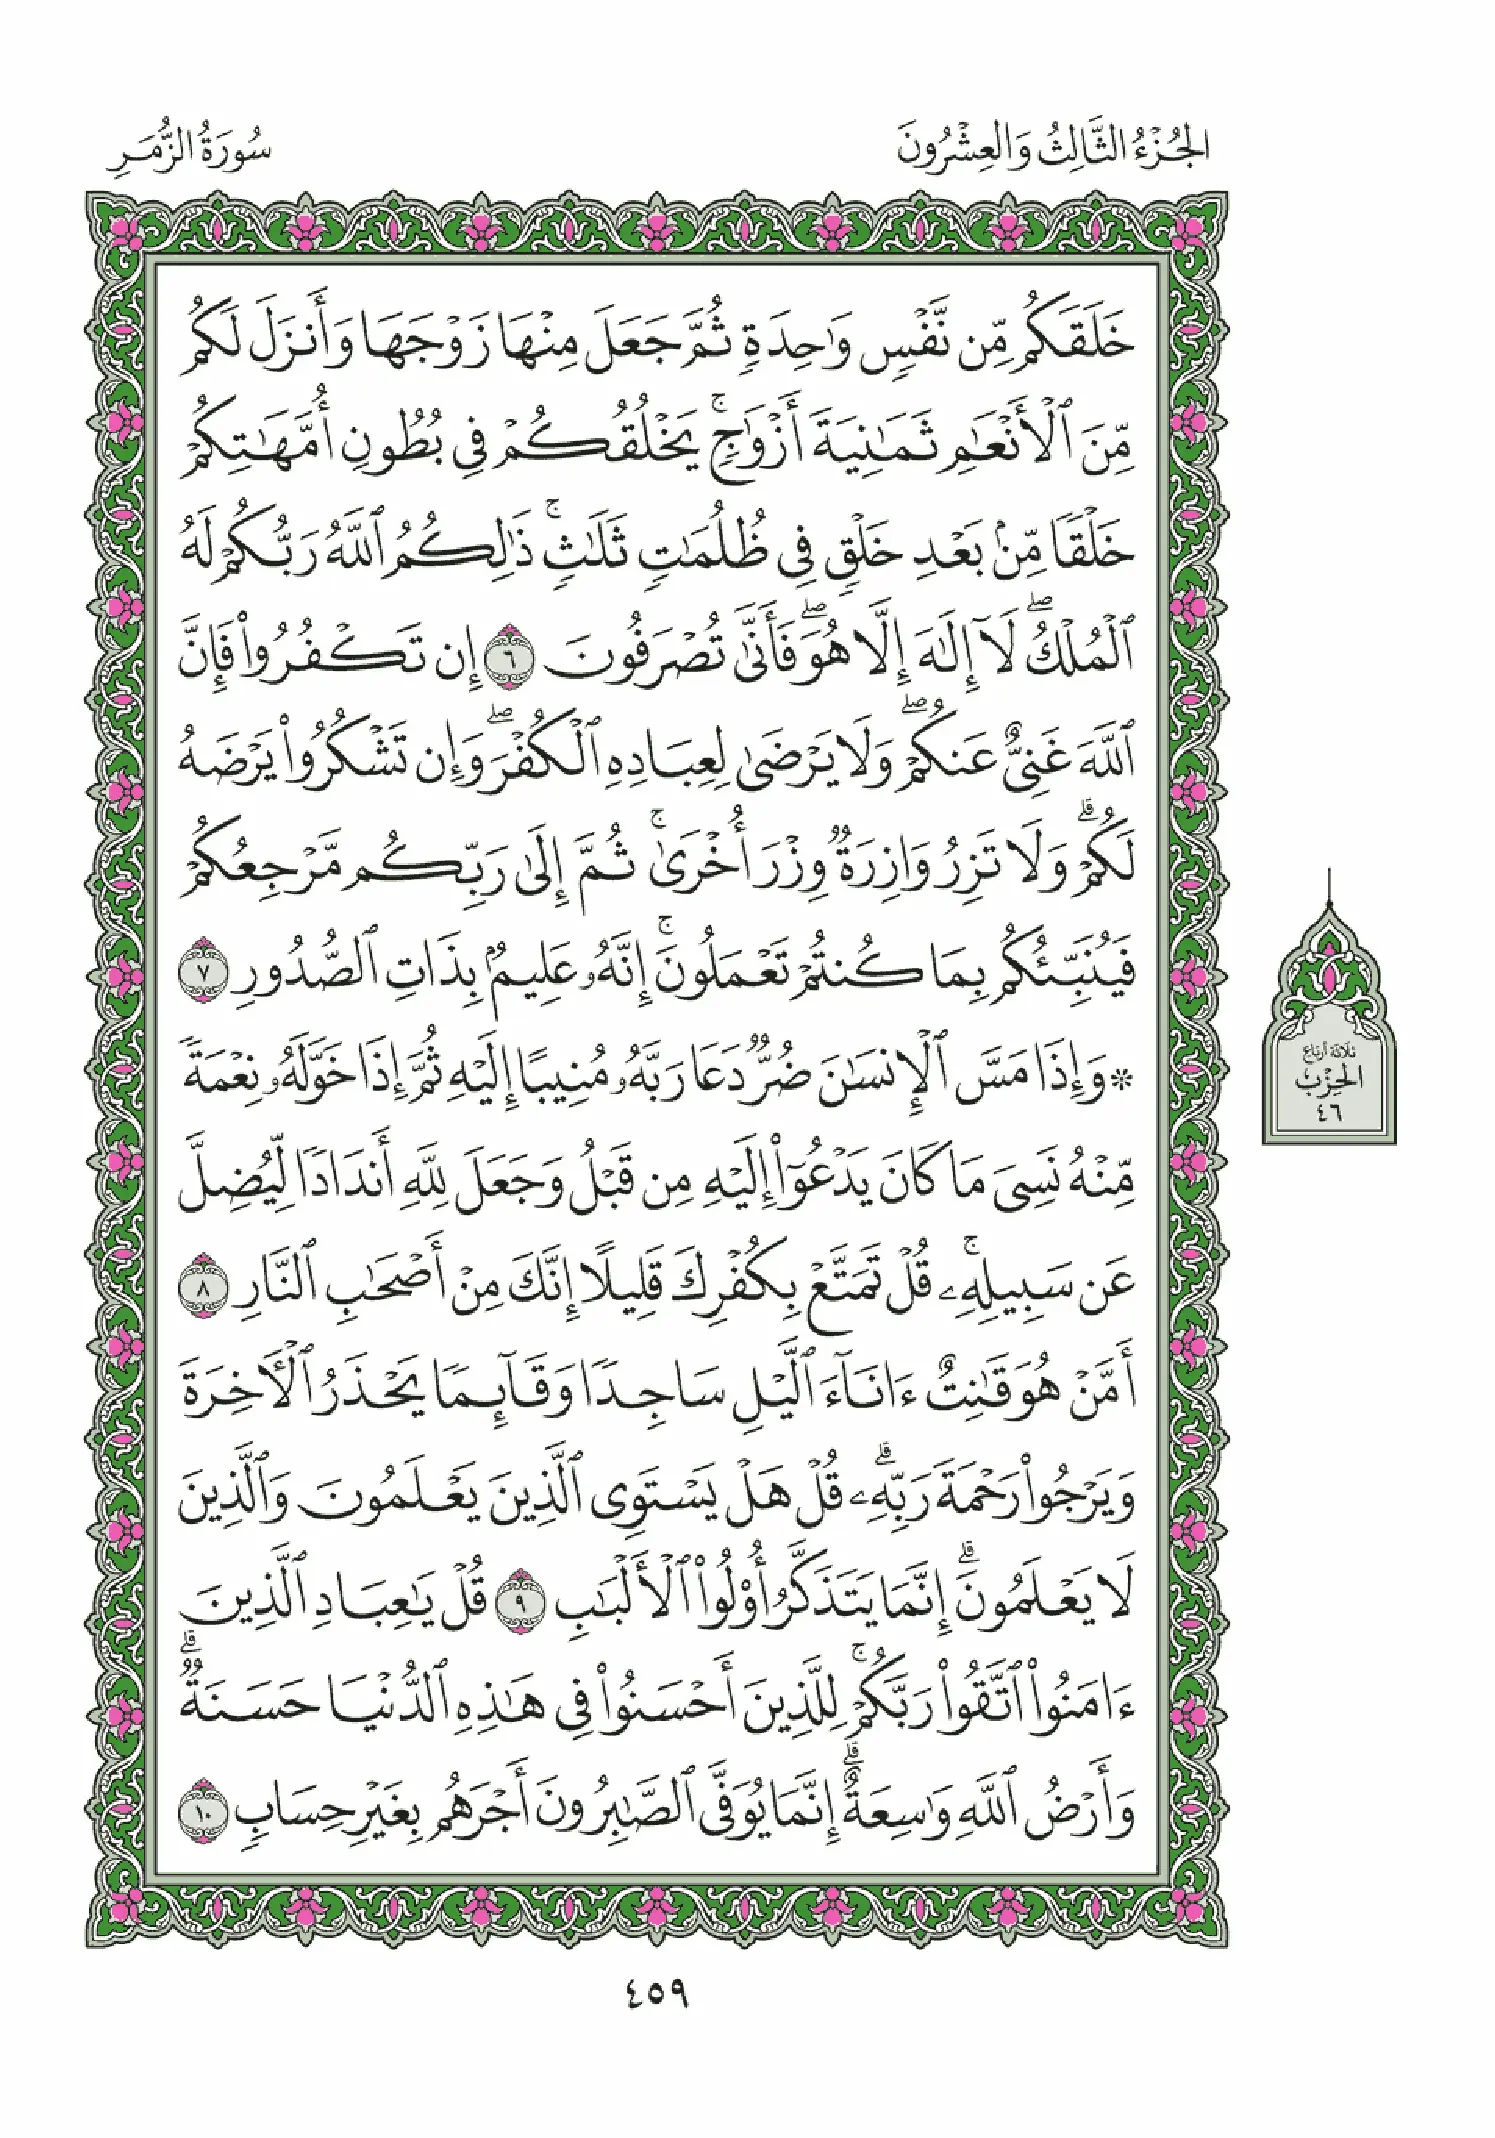 الجُزْءُ الثَّالِثُ وَالعِشْرُونَ
سُورَةُ الزُّمَرِ
خَلَقَكُم مِّن نَّفْسٍ وَٰحِدَةٍ ثُمَّ جَعَلَ مِنْهَا زَوْجَهَا وَأَنزَلَ لَكُم
مِّنَ ٱلْأَنْعَٰمِ ثَمَٰنِيَةَ أَزْوَٰجٍۚ يَخْلُقُكُمْ فِى بُطُونِ أُمَّهَٰتِكُمْ
خَلْقًا مِّنۢ بَعْدِ خَلْقٍ فِى ظُلُمَٰتٍ ثَلَٰثٍۚ ذَٰلِكُمُ ٱللَّهُ رَبُّكُمْ لَهُ
ٱلْمُلْكُۖ لَآ إِلَٰهَ إِلَّا هُوَۖ فَأَنَّىٰ تُصْرَفُونَ ٦ إِن تَكْفُرُوا۟ فَإِنَّ
ٱللَّهَ غَنِىٌّ عَنكُمْۖ وَلَا يَرْضَىٰ لِعِبَادِهِ ٱلْكُفْرَۖ وَإِن تَشْكُرُوا۟ يَرْضَهُ
لَكُمْۗ وَلَا تَزِرُ وَازِرَةٌ وِزْرَ أُخْرَىٰۚ ثُمَّ إِلَىٰ رَبِّكُم مَّرْجِعُكُمْ
فَيُنَبِّئُكُم بِمَا كُنتُمْ تَعْمَلُونَۚ إِنَّهُۥ عَلِيمٌۢ بِذَاتِ ٱلصُّدُورِ ٧
* وَإِذَا مَسَّ ٱلْإِنسَٰنَ ضُرٌّ دَعَا رَبَّهُۥ مُنِيبًا إِلَيْهِ ثُمَّ إِذَا خَوَّلَهُۥ نِعْمَةً
مِّنْهُ نَسِىَ مَا كَانَ يَدْعُوٓا۟ إِلَيْهِ مِن قَبْلُ وَجَعَلَ لِلَّهِ أَندَادًا لِّيُضِلَّ
عَن سَبِيلِهِۦۚ قُلْ تَمَتَّعْ بِكُفْرِكَ قَلِيلًا إِنَّكَ مِنْ أَصْحَٰبِ ٱلنَّارِ ٨
أَمَّنْ هُوَ قَٰنِتٌ ءَانَآءَ ٱلَّيْلِ سَاجِدًا وَقَآئِمًا يَحْذَرُ ٱلْءَاخِرَةَ
وَيَرْجُوا۟ رَحْمَةَ رَبِّهِۦۗ قُلْ هَلْ يَسْتَوِى ٱلَّذِينَ يَعْلَمُونَ وَٱلَّذِينَ
لَا يَعْلَمُونَۗ إِنَّمَا يَتَذَكَّرُ أُو۟لُوا۟ ٱلْأَلْبَٰبِ ٩ قُلْ يَٰعِبَادِ ٱلَّذِينَ
ءَامَنُوا۟ ٱتَّقُوا۟ رَبَّكُمْۚ لِلَّذِينَ أَحْسَنُوا۟ فِى هَٰذِهِ ٱلدُّنْيَا حَسَنَةٌۗ
وَأَرْضُ ٱللَّهِ وَٰسِعَةٌۗ إِنَّمَا يُوَفَّى ٱلصَّٰبِرُونَ أَجْرَهُم بِغَيْرِ حِسَابٍ ١٠
ثلاثة أرباع
الحِزْب
٤٦
٤٥٩